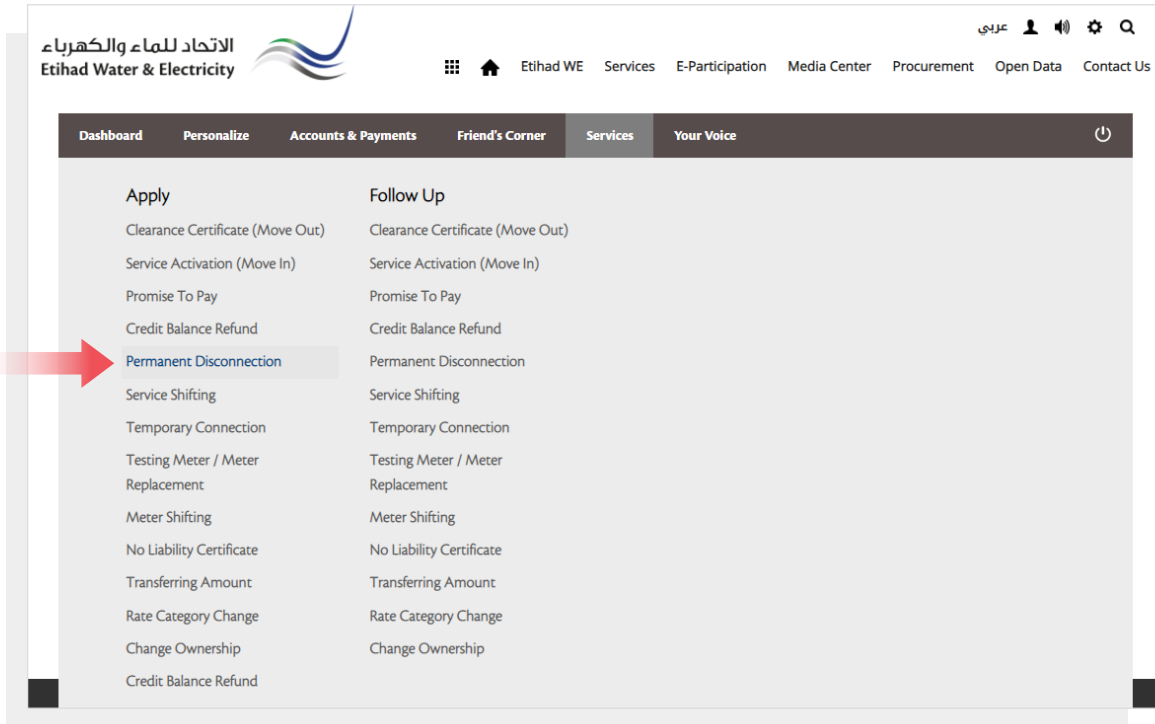 عربي
الاتحاد للماء والكهرباء
Etihad Water & Electricity
Etihad WE Services E-Participation Media Center Procurement Open Data Contact Us
Dashboard Personalize Accounts & Payments Friend's Corner Services Your Voice
Apply
Clearance Certificate (Move Out)
Service Activation (Move In)
Promise To Pay
Credit Balance Refund
Permanent Disconnection
Service Shifting
Temporary Connection
Testing Meter / Meter
Replacement
Meter Shifting
No Liability Certificate
Transferring Amount
Rate Category Change
Change Ownership
Credit Balance Refund
Follow Up
Clearance Certificate (Move Out)
Service Activation (Move In)
Promise To Pay
Credit Balance Refund
Permanent Disconnection
Service Shifting
Temporary Connection
Testing Meter / Meter
Replacement
Meter Shifting
No Liability Certificate
Transferring Amount
Rate Category Change
Change Ownership